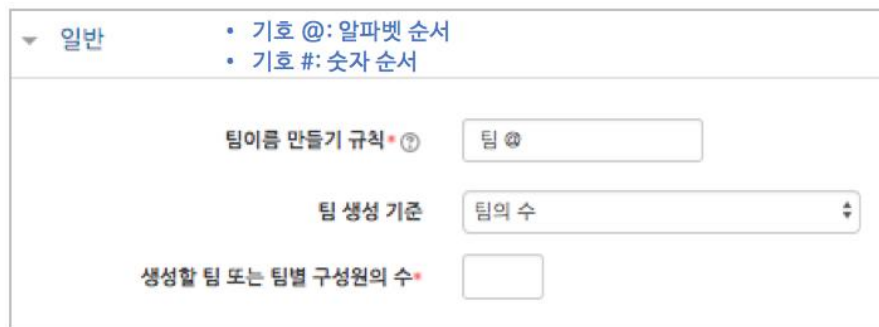 일반
• 기호 @: 알파벳 순서
• 기호 #: 숫자 순서
팀이름 만들기 규칙* ?
팀 @
팀 생성 기준
팀의 수
생성할 팀 또는 팀별 구성원의 수*